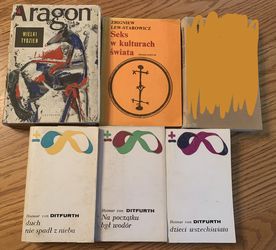 Aragon
WIELKI
TYDZIEŃ
ZBIGNIEW
LEW-STAROWICZ
Seks
w kulturach
świata
Hoimar von DITFURTH
duch
nie spadł z nieba
Hoimar von DITFURTH
Na początku
był wodór
Hoimar von DITFURTH
dzieci wszechświata